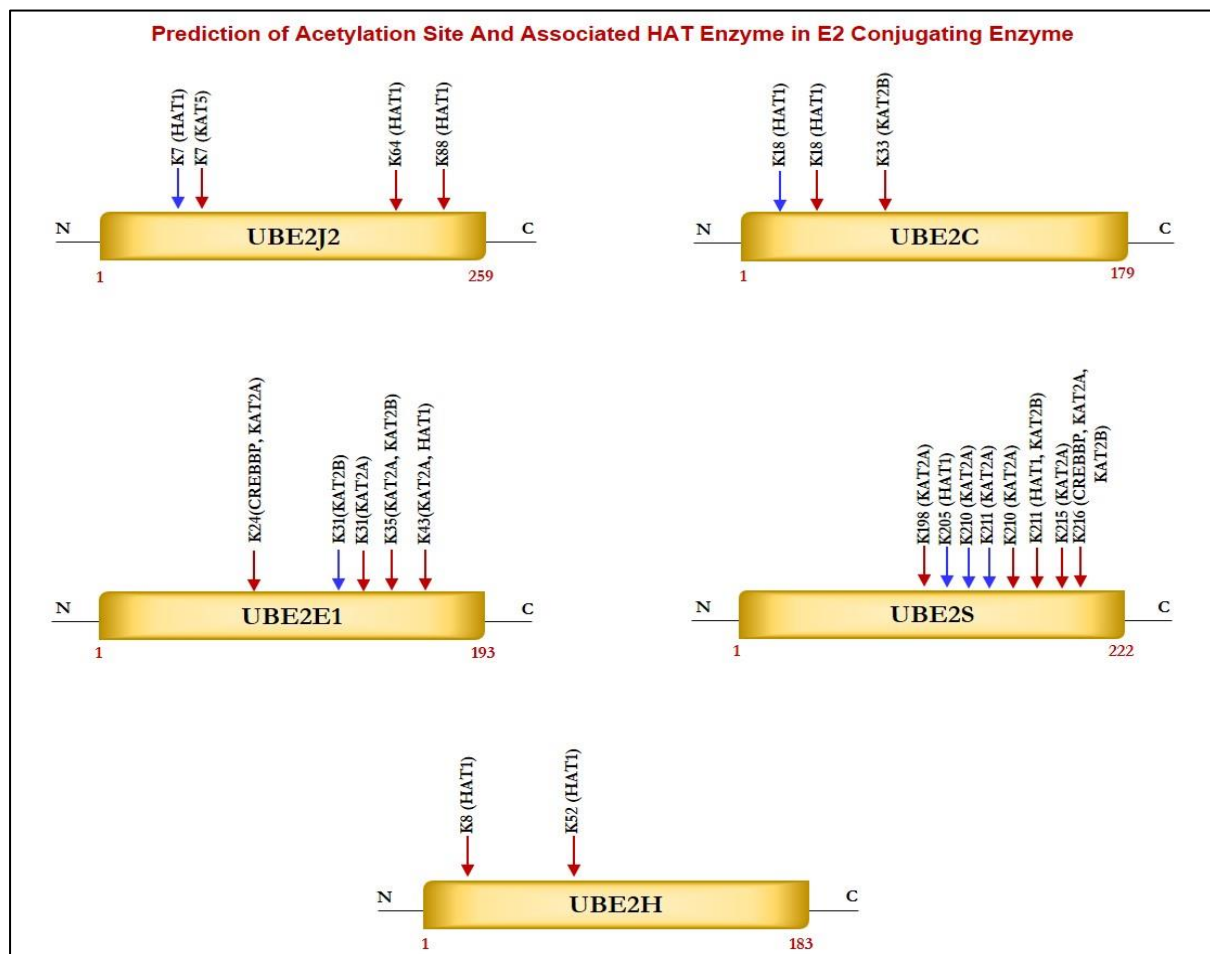 Prediction of Acetylation Site And Associated HAT Enzyme in E2 Conjugating Enzyme
K7 (HAT1)
K7 (KAT5)
K64 (HAT1)
K88 (HAT1)
N
UBE2J2
C
1
259
K18 (HAT1)
K18 (HAT1)
K33 (KAT2B)
N
UBE2C
C
1
179
K24(CREBBP, KAT2A)
K31(KAT2B)
K31(KAT2A)
K35(KAT2A, KAT2B)
K43(KAT2A, HAT1)
N
UBE2E1
C
1
193
K198 (KAT2A)
K205 (HAT1)
K210 (KAT2A)
K211 (KAT2A)
K210 (KAT2A)
K211 (HAT1, KAT2B)
K215 (KAT2A)
K216 (CREBBP, KAT2A,
KAT2B)
N
UBE2S
C
1
222
K8 (HAT1)
K52 (HAT1)
N
UBE2H
C
1
183